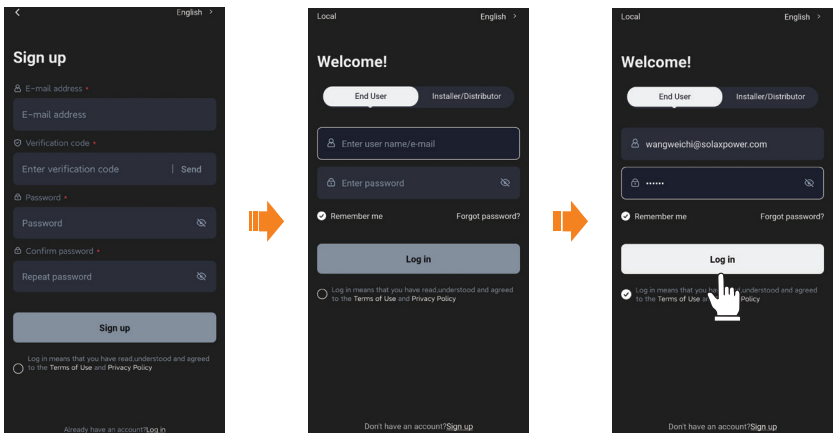 English >
Sign up
E-mail address •
E-mail address
Verification code •
Enter verification code | Send
Password •
Password
Confirm password •
Repeat password
Sign up
Log in means that you have read,understood and agreed
to the Terms of Use and Privacy Policy
Already have an account?Log in
Local English >
Welcome!
End User Installer/Distributor
Enter user name/e-mail
Enter password
Remember me Forgot password?
Log in
Log in means that you have read,understood and agreed
to the Terms of Use and Privacy Policy
Don't have an account?Sign up
Local English >
Welcome!
End User Installer/Distributor
wangweichi@solaxpower.com
••••••
Remember me Forgot password?
Log in
Log in means that you understood and agreed
to the Terms of Use Policy
Don't have an account?Sign up